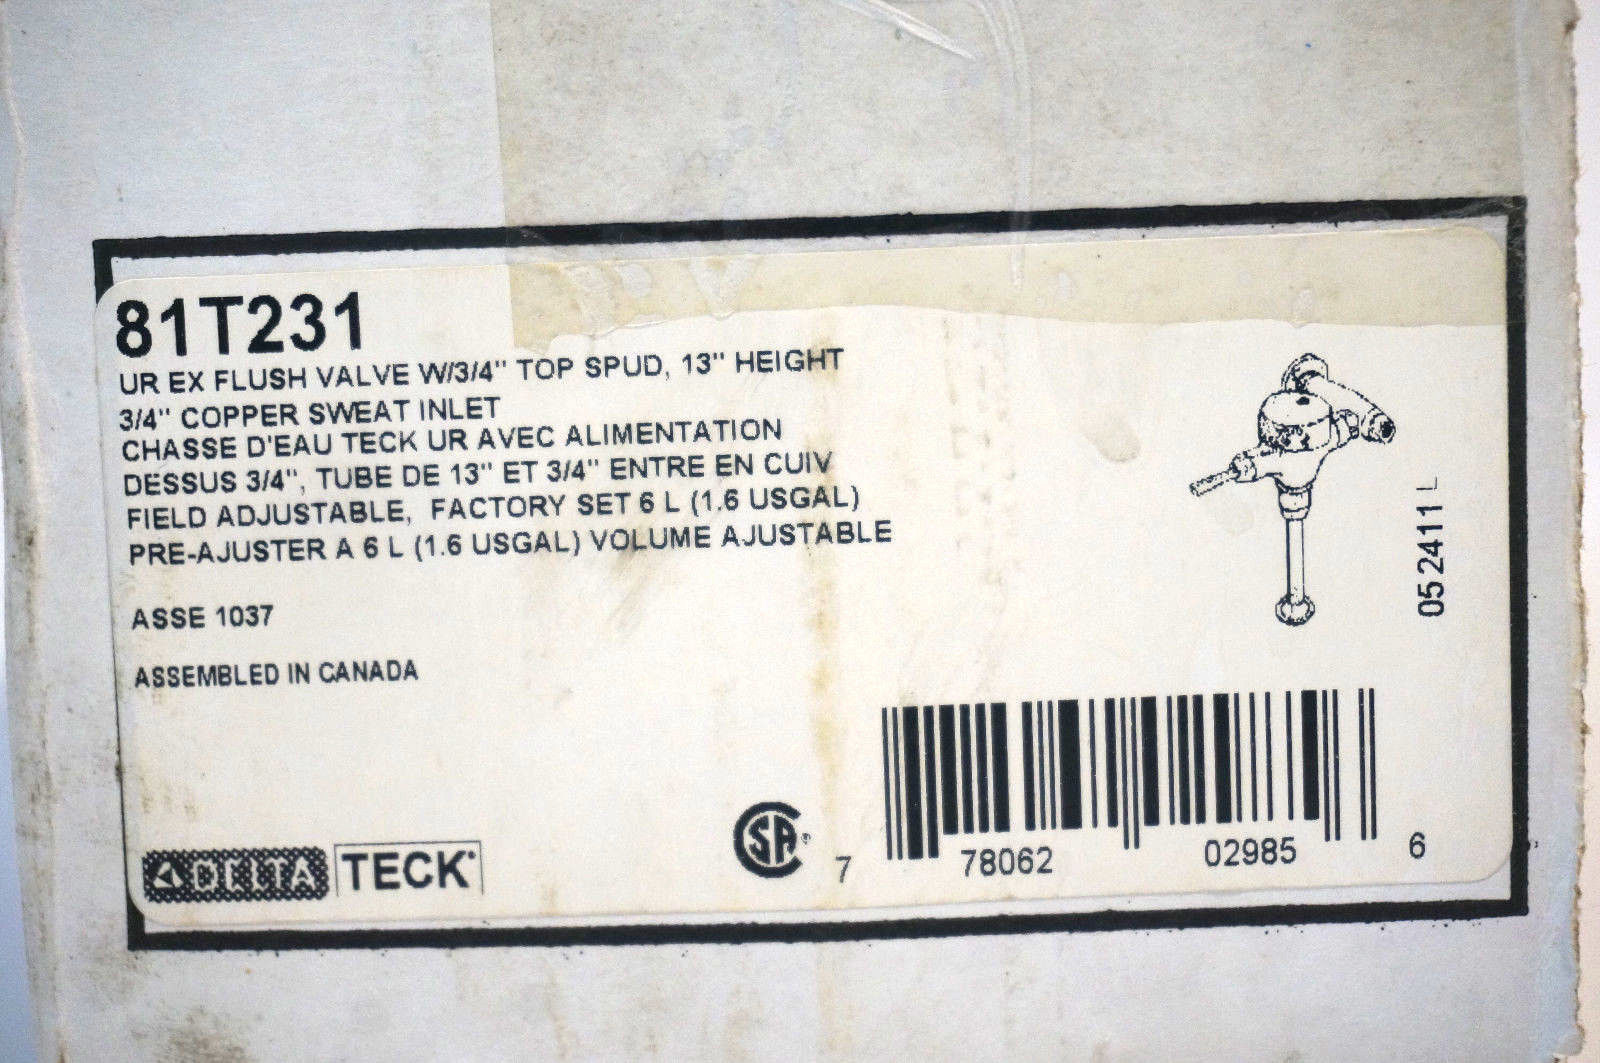 81T231
UR EX FLUSH VALVE W/3/4" TOP SPUD, 13" HEIGHT
3/4" COPPER SWEAT INLET
CHASSE D'EAU TECK UR AVEC ALIMENTATION
DESSUS 3/4", TUBE DE 13" ET 3/4" ENTRE EN CUIV
FIELD ADJUSTABLE, FACTORY SET 6 L (1.6 USGAL)
PRE-AJUSTER A 6 L (1.6 USGAL) VOLUME AJUSTABLE
ASSE 1037
ASSEMBLED IN CANADA
052411 L
DELTA TECK
CSA
7 78062 02985 6